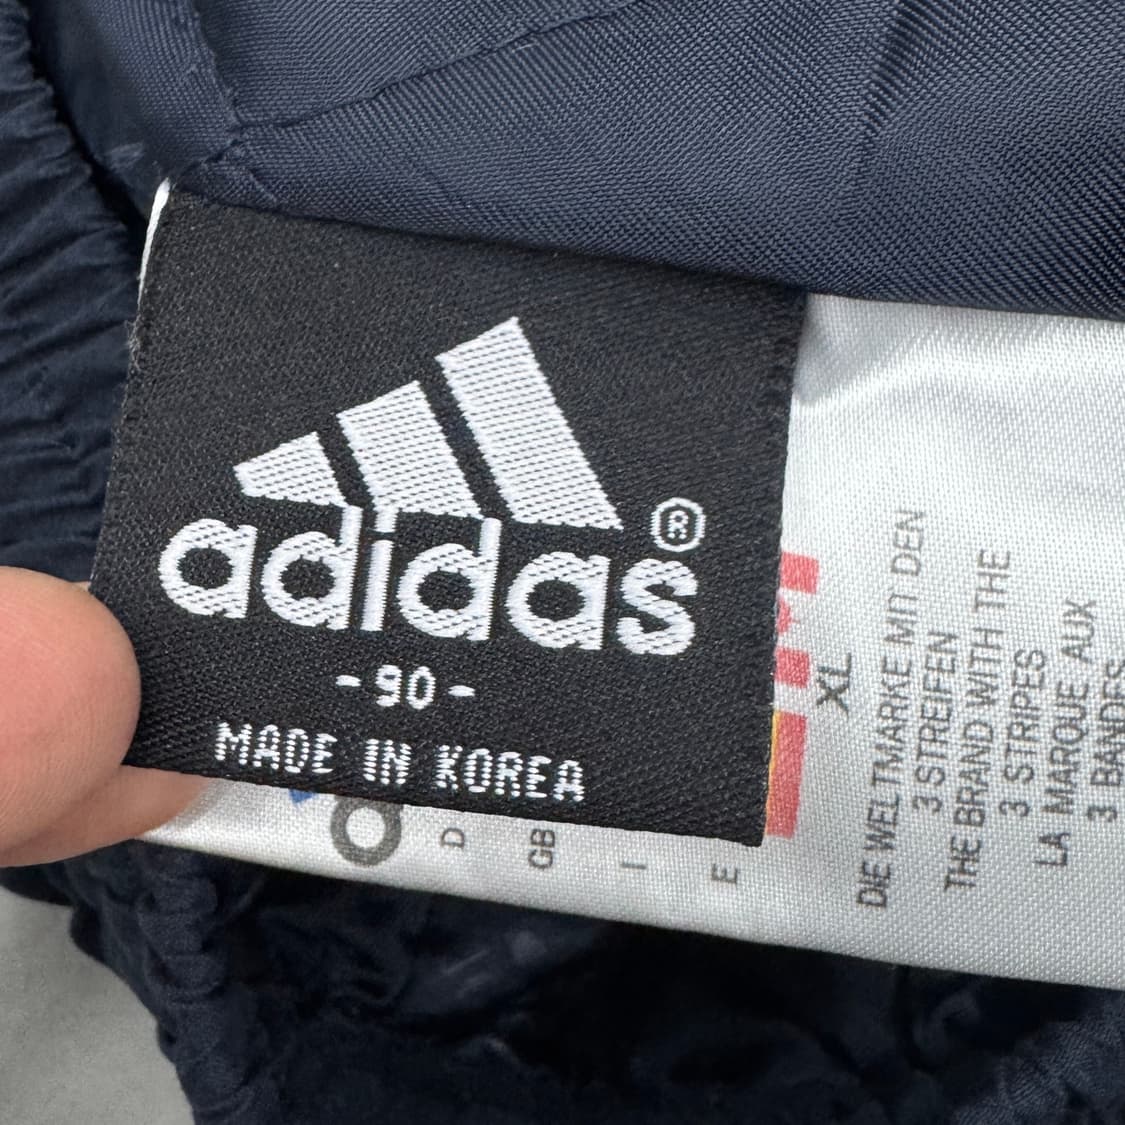 adidas®
-90-
MADE IN KOREA
XL
D
GB
I
E
DIE WELTMARKE MIT DEN
3 STREIFEN
THE BRAND WITH THE
3 STRIPES
LA MARQUE AUX
3 BANDES